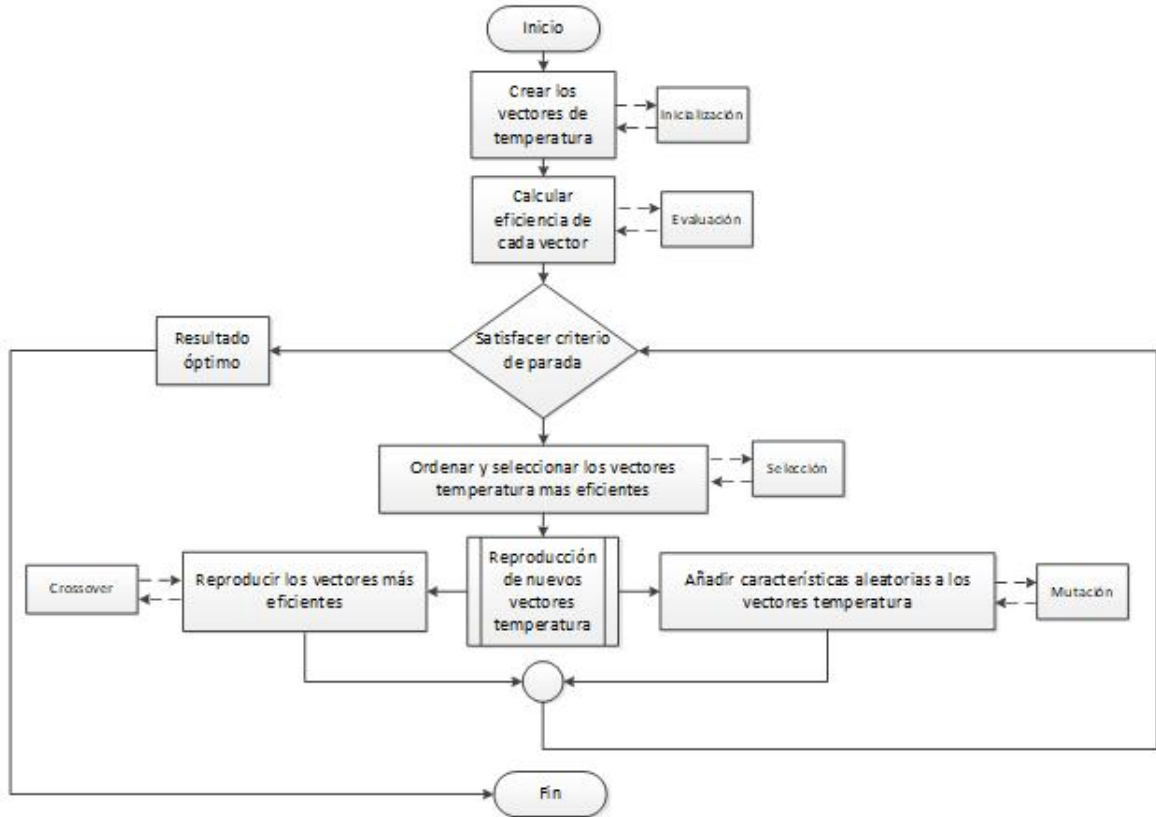 Inicio
Crear los
vectores de
temperatura
Inicialización
Calcular
eficiencia de
cada vector
Evaluación
Resultado
óptimo
Satisfacer criterio
de parada
Ordenar y seleccionar los vectores
temperatura mas eficientes
Selección
Crossover
Reproducir los vectores más
eficientes
Reproducción
de nuevos
vectores
temperatura
Añadir características aleatorias a los
vectores temperatura
Mutación
Fin